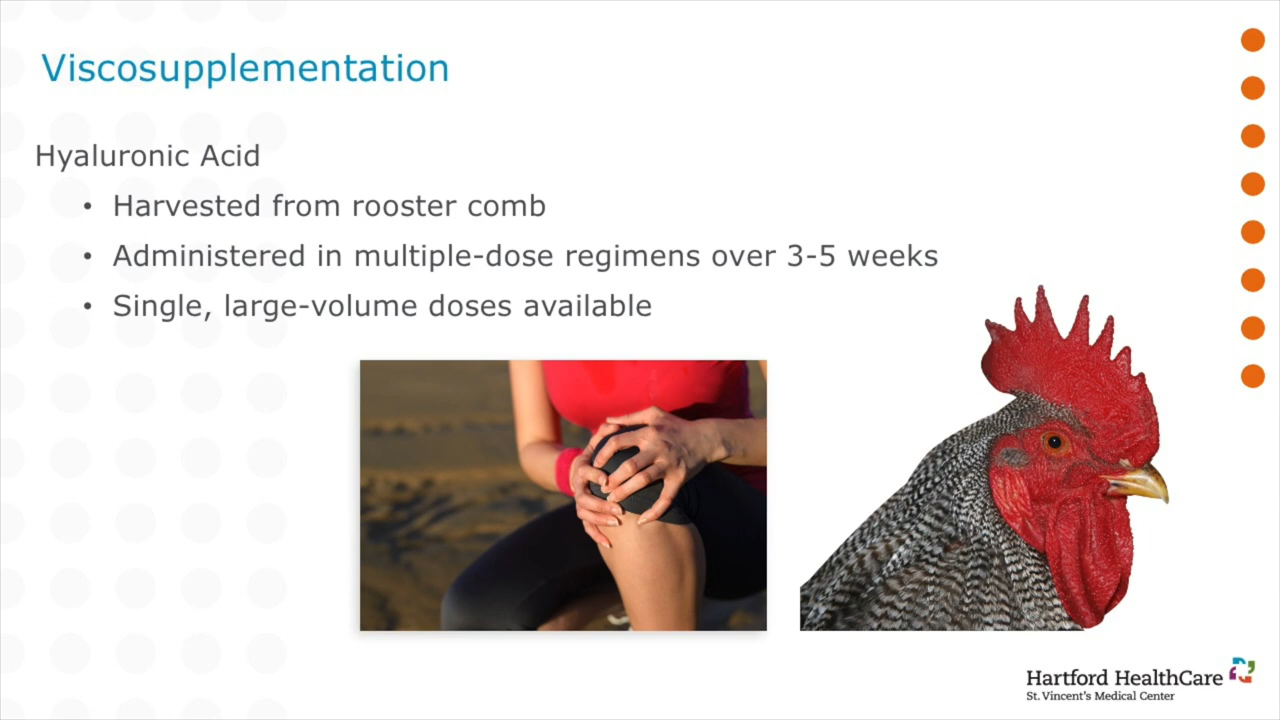 Viscosupplementation
Hyaluronic Acid
• Harvested from rooster comb
• Administered in multiple-dose regimens over 3-5 weeks
• Single, large-volume doses available
Hartford HealthCare
St. Vincent's Medical Center